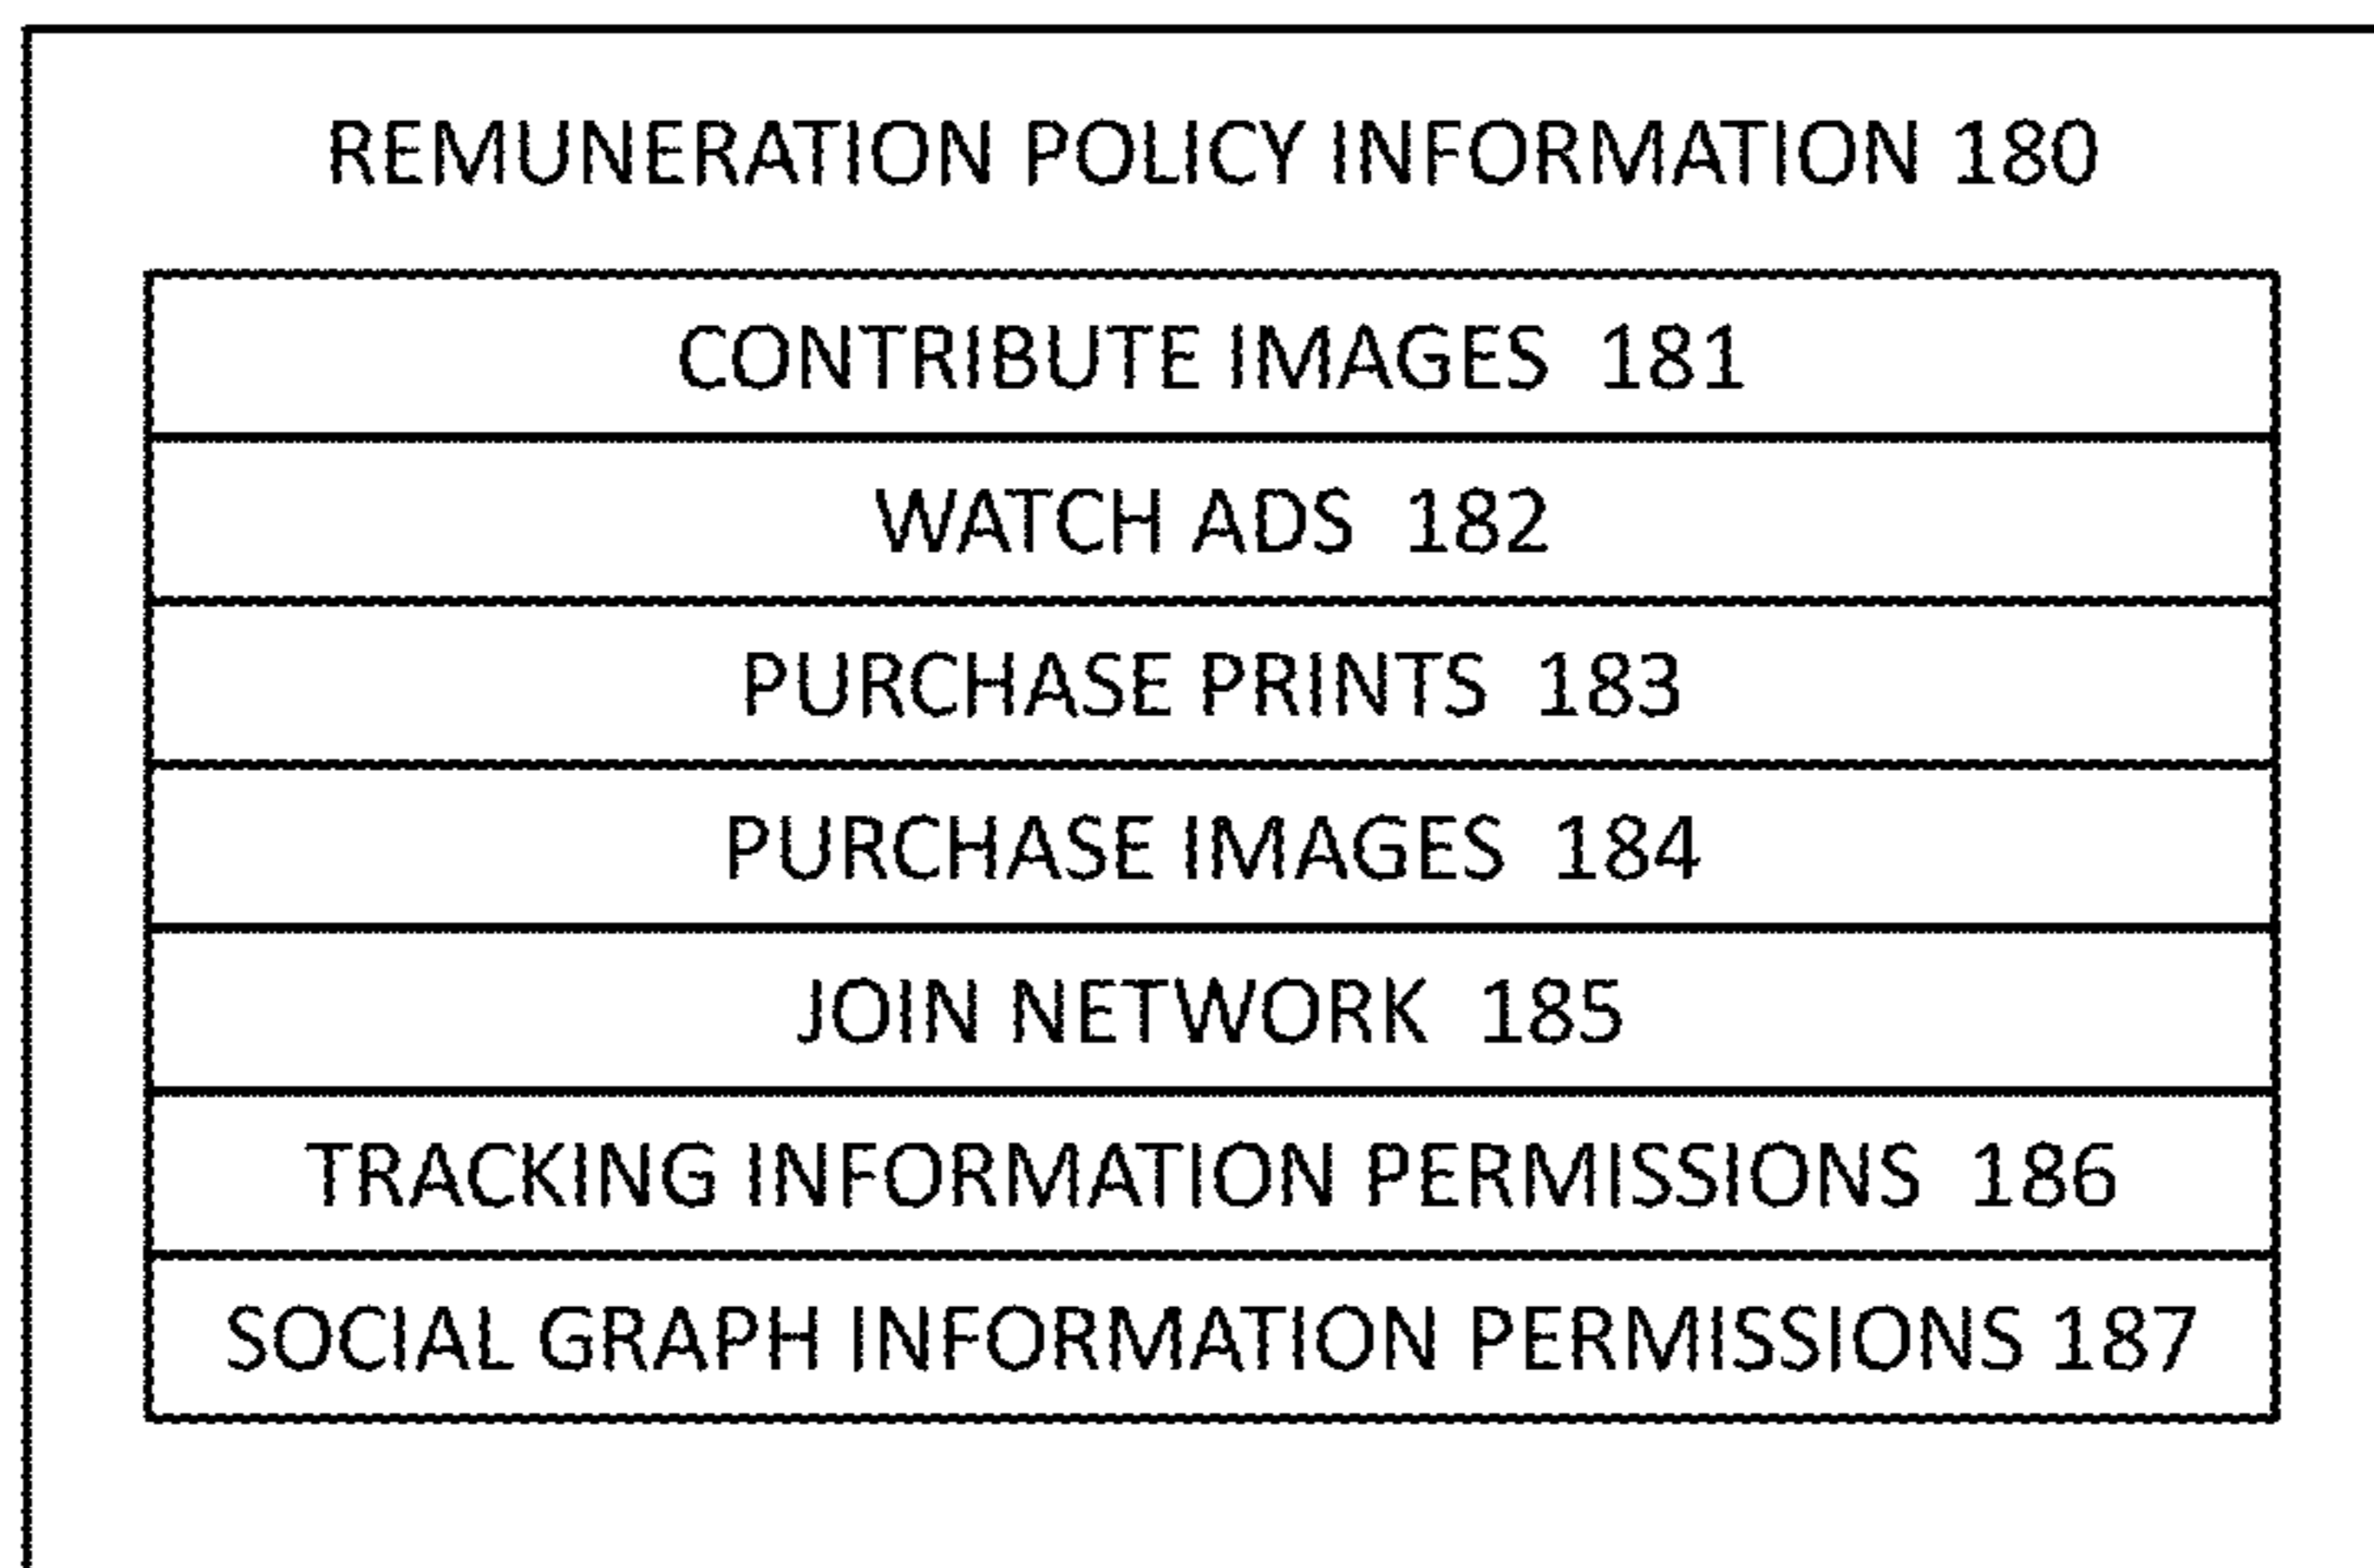 REMUNERATION POLICY INFORMATION 180
CONTRIBUTE IMAGES 181
WATCH ADS 182
PURCHASE PRINTS 183
PURCHASE IMAGES 184
JOIN NETWORK 185
TRACKING INFORMATION PERMISSIONS 186
SOCIAL GRAPH INFORMATION PERMISSIONS 187